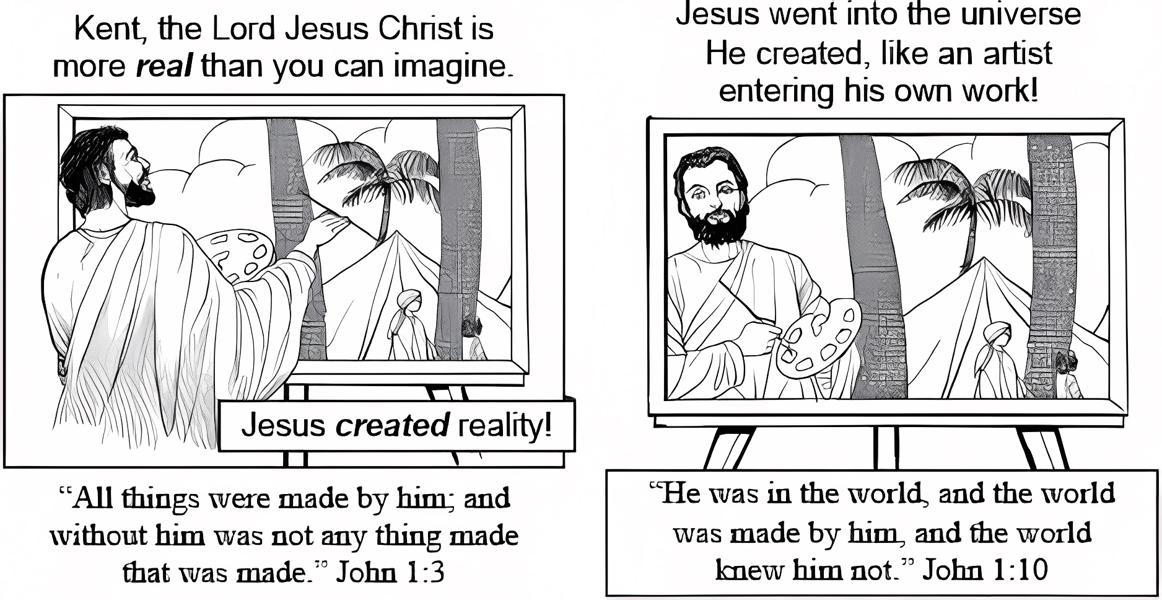 Kent, the Lord Jesus Christ is
more real than you can imagine.
Jesus created reality!
“All things were made by him; and
without him was not any thing made
that was made.” John 1:3
Jesus went into the universe
He created, like an artist
entering his own work!
“He was in the world, and the world
was made by him, and the world
knew him not.” John 1:10